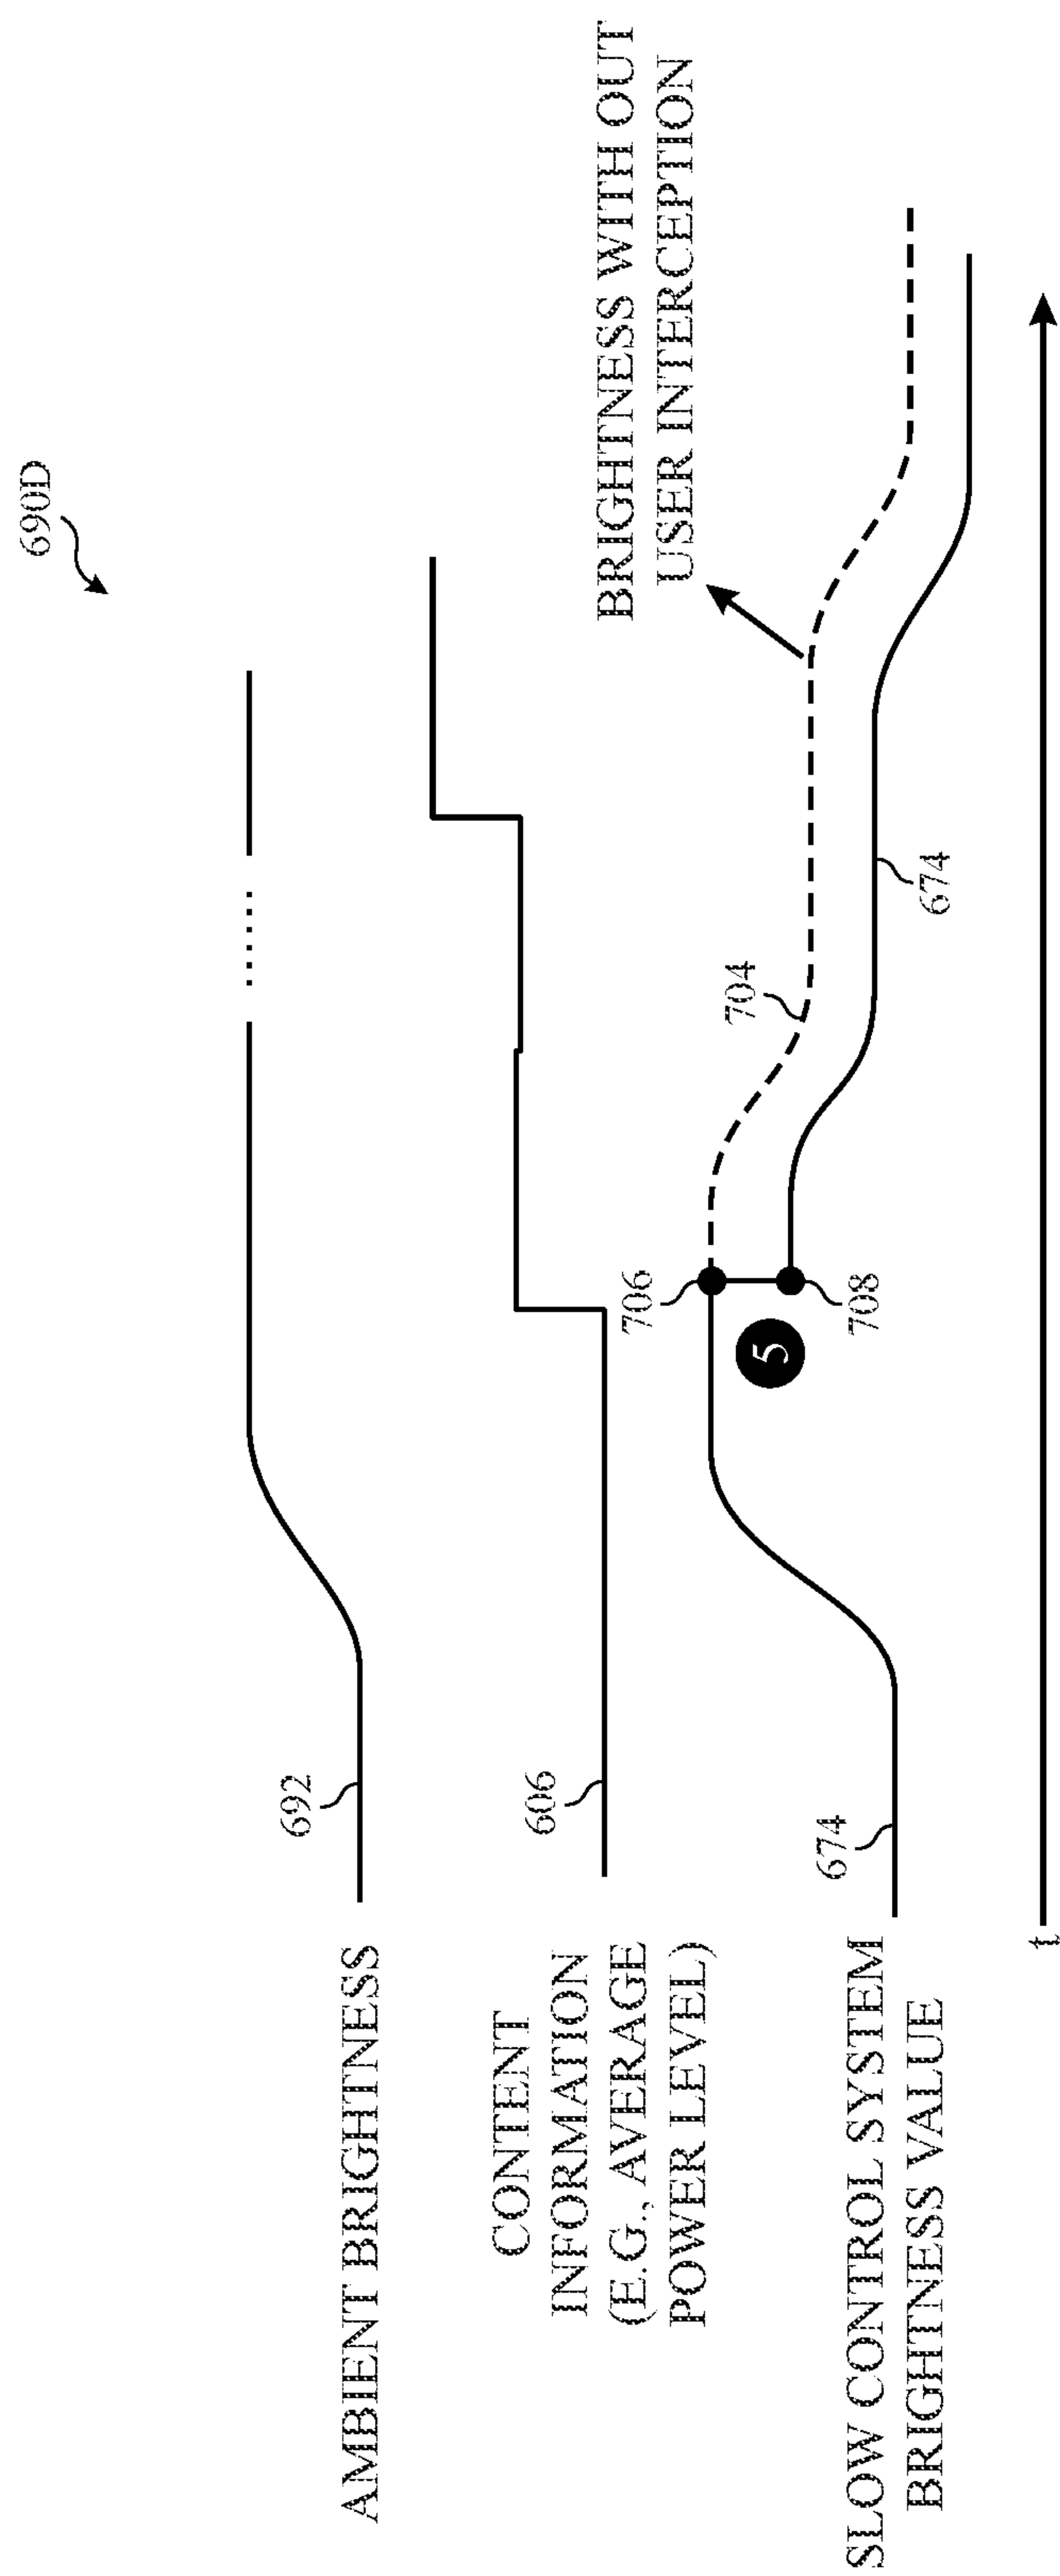 690D
AMBIENT BRIGHTNESS
692
CONTENT
INFORMATION
(E.G., AVERAGE
POWER LEVEL)
606
BRIGHTNESS WITH OUT
USER INTERCEPTION
706
704
5
SLOW CONTROL SYSTEM
BRIGHTNESS VALUE
674
708
674
t